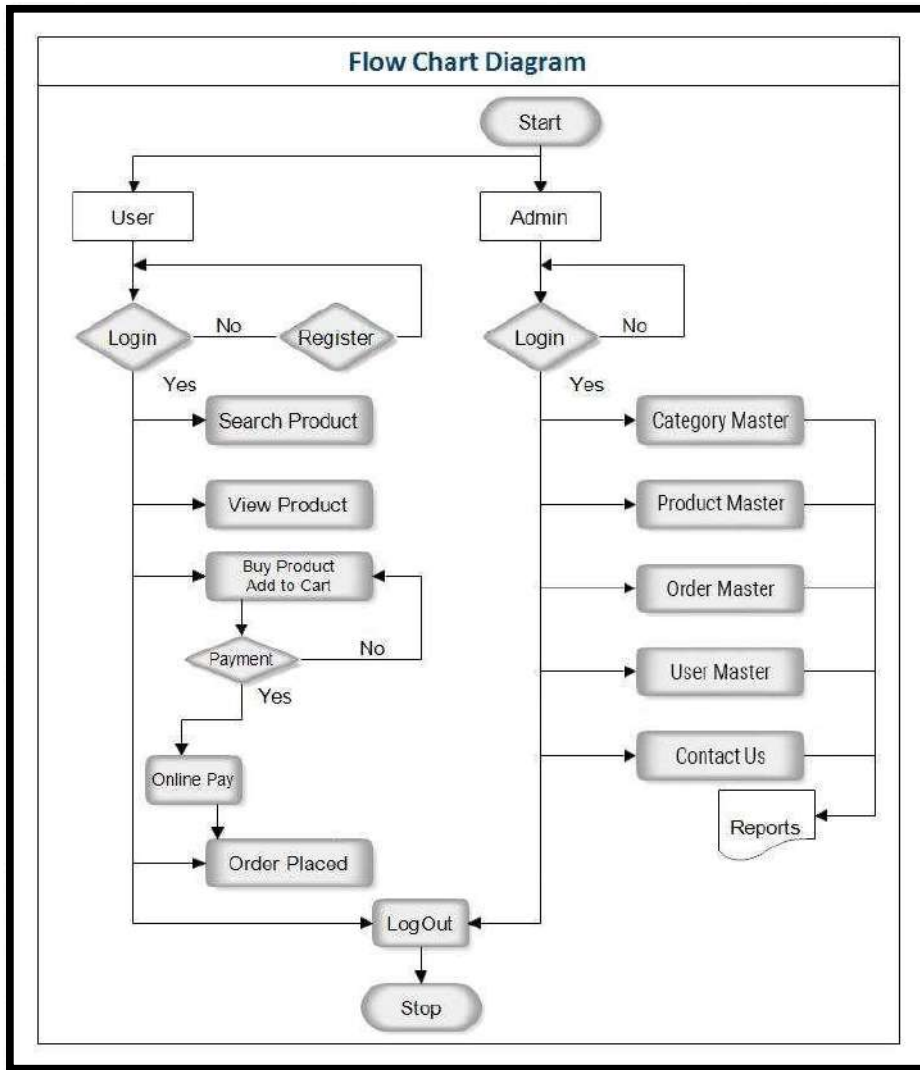 Flow Chart Diagram
Start
User
Admin
Login
No
Register
Login
No
Yes
Yes
Search Product
Category Master
View Product
Product Master
Buy Product
Add to Cart
Order Master
Payment
No
User Master
Yes
Online Pay
Contact Us
Reports
Order Placed
LogOut
Stop